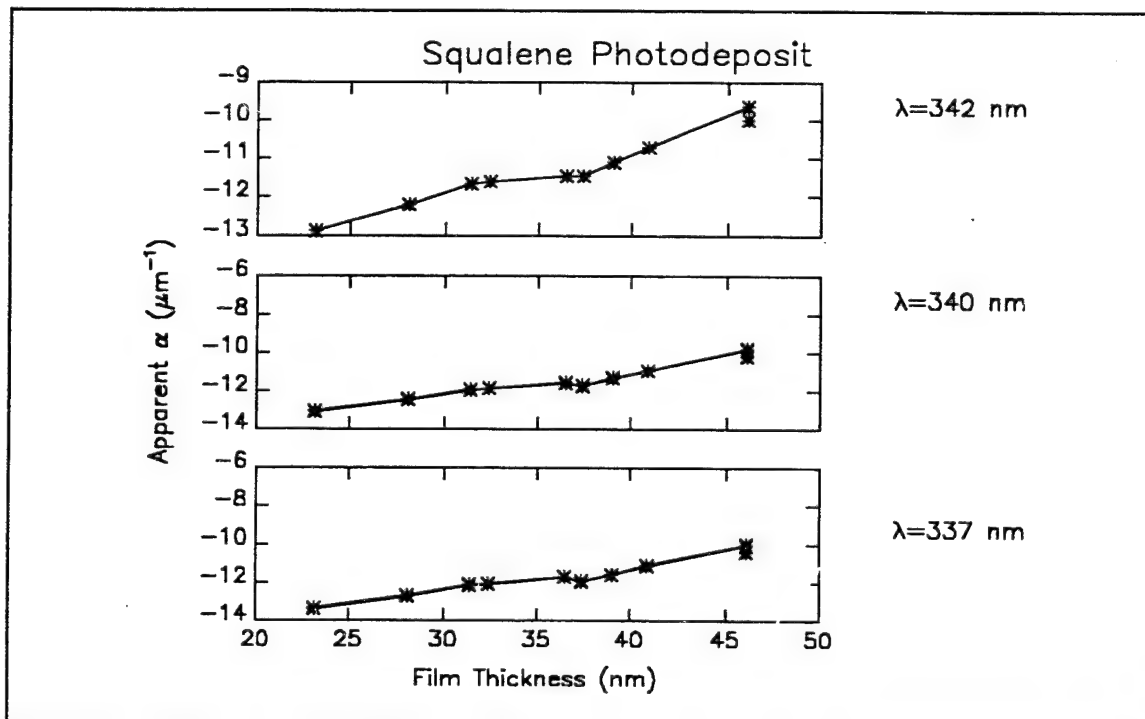 Squalene Photodeposit
-9
-10
-11
-12
-13
λ=342 nm
-6
-8
-10
-12
-14
λ=340 nm
-6
-8
-10
-12
-14
λ=337 nm
Apparent α (μm⁻¹)
20 25 30 35 40 45 50
Film Thickness (nm)